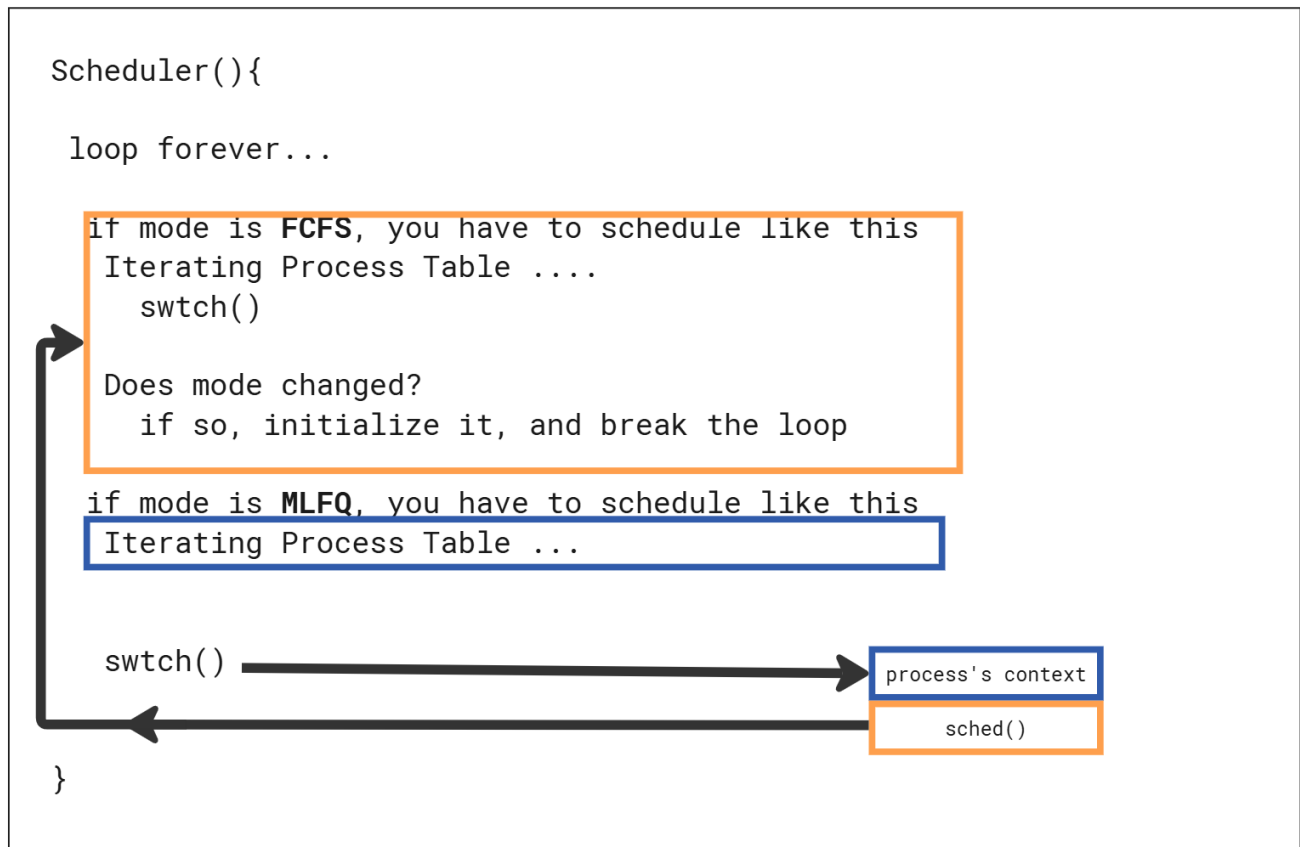 Scheduler(){
loop forever...
if mode is FCFS, you have to schedule like this
Iterating Process Table ....
swtch()
Does mode changed?
if so, initialize it, and break the loop
if mode is MLFQ, you have to schedule like this
Iterating Process Table ...
swtch()
process's context
sched()
}